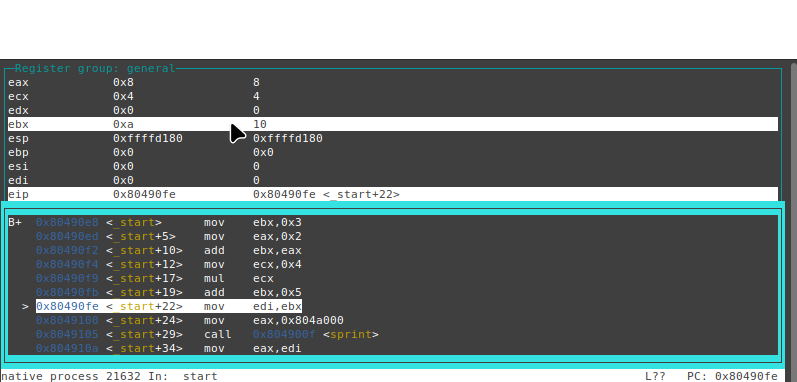 Register group: general
eax 0x8 8
ecx 0x4 4
edx 0x0 0
ebx 0xa 10
esp 0xffffd180 0xffffd180
ebp 0x0 0x0
esi 0x0 0
edi 0x0 0
eip 0x80490fe 0x80490fe <_start+22>
B+ 0x80490e8 <_start> mov ebx,0x3
0x80490ed <_start+5> mov eax,0x2
0x80490f2 <_start+10> add ebx,eax
0x80490f4 <_start+12> mov ecx,0x4
0x80490f9 <_start+17> mul ecx
0x80490fb <_start+19> add ebx,0x5
> 0x80490fe <_start+22> mov edi,ebx
0x8049100 <_start+24> mov eax,0x804a000
0x8049105 <_start+29> call 0x804900f <sprint>
0x804910a <_start+34> mov eax,edi
native process 21632 In: _start L?? PC: 0x80490fe